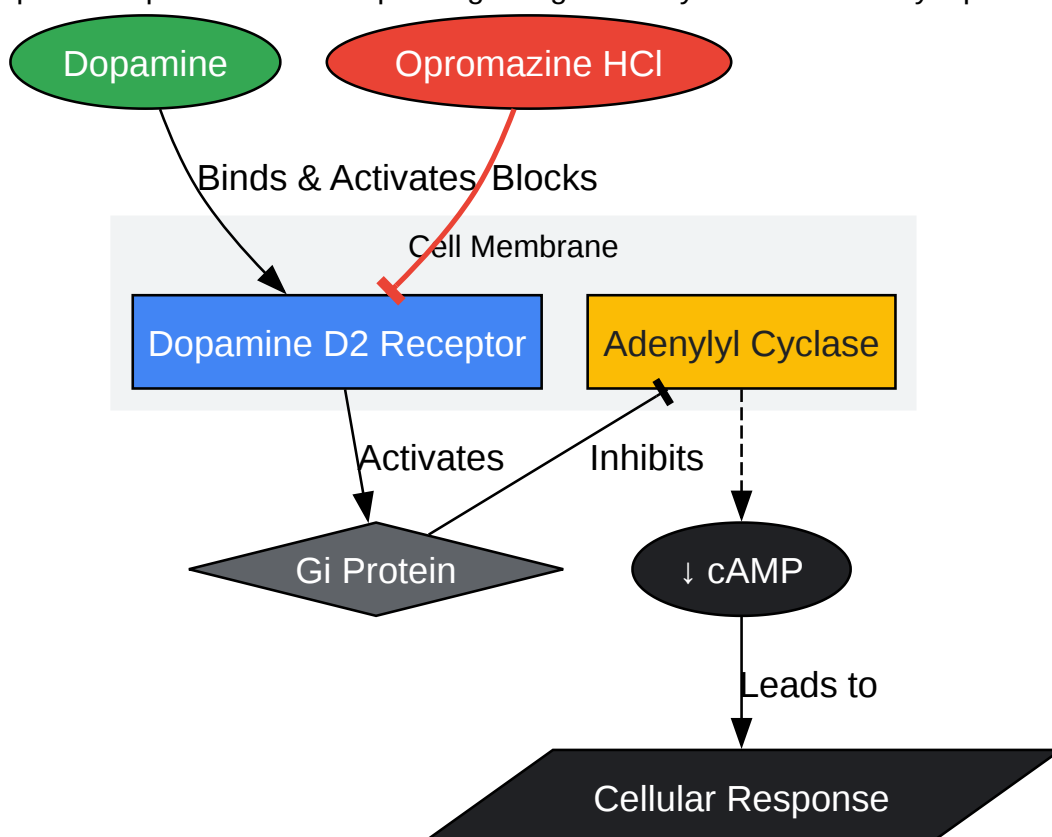 Dopamine
Opromazine HCl
Binds & Activates
Blocks
Cell Membrane
Dopamine D2 Receptor
Adenylyl Cyclase
Activates
Inhibits
Gi Protein
↓ cAMP
Leads to
Cellular Response